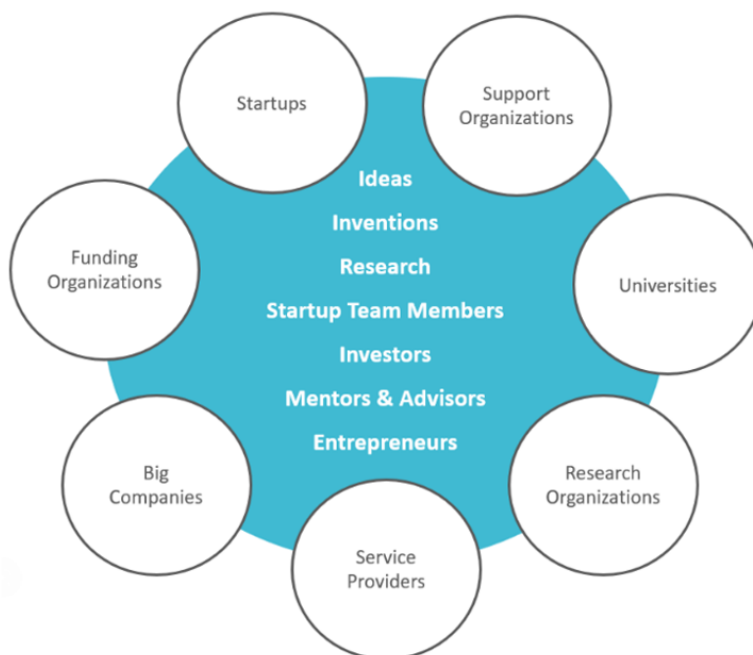 Startups
Support
Organizations
Ideas
Inventions
Research
Startup Team Members
Investors
Mentors & Advisors
Entrepreneurs
Funding
Organizations
Universities
Big
Companies
Research
Organizations
Service
Providers